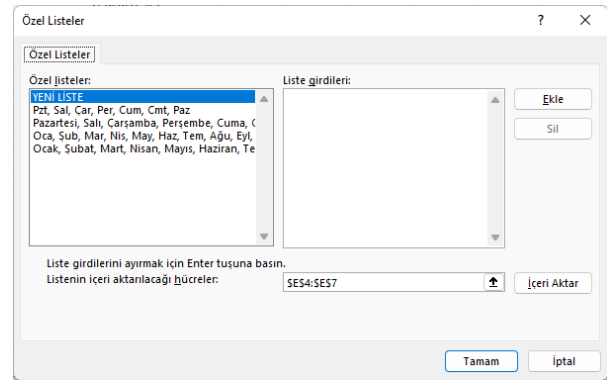 Özel Listeler
Özel Listeler
Özel listeler:
YENİ LİSTE
Pzt, Sal, Çar, Per, Cum, Cmt, Paz
Pazartesi, Salı, Çarşamba, Perşembe, Cuma, C
Oca, Şub, Mar, Nis, May, Haz, Tem, Ağu, Eyl,
Ocak, Şubat, Mart, Nisan, Mayıs, Haziran, Te
Liste girdileri:
Ekle
Sil
Liste girdilerini ayırmak için Enter tuşuna basın.
Listenin içeri aktarılacağı hücreler:
$E$4:$E$7
İçeri Aktar
Tamam
İptal